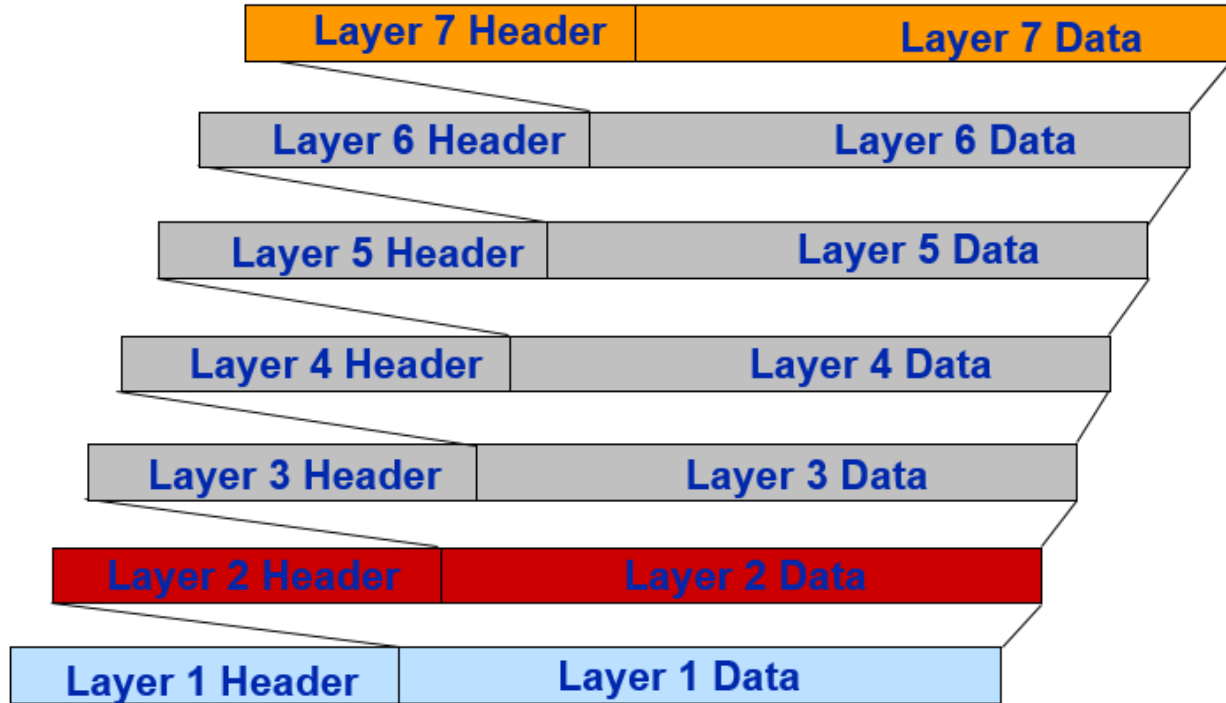 Layer 7 Header Layer 7 Data
Layer 6 Header Layer 6 Data
Layer 5 Header Layer 5 Data
Layer 4 Header Layer 4 Data
Layer 3 Header Layer 3 Data
Layer 2 Header Layer 2 Data
Layer 1 Header Layer 1 Data